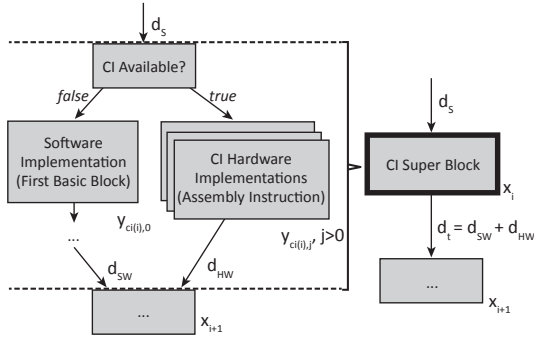 d_S
CI Available?
false
true
Software
Implementation
(First Basic Block)
CI Hardware
Implementations
(Assembly Instruction)
y_ci(i),0
y_ci(i),j, j>0
...
d_SW
d_HW
...
x_i+1
d_S
CI Super Block
x_i
d_t = d_SW + d_HW
...
x_i+1